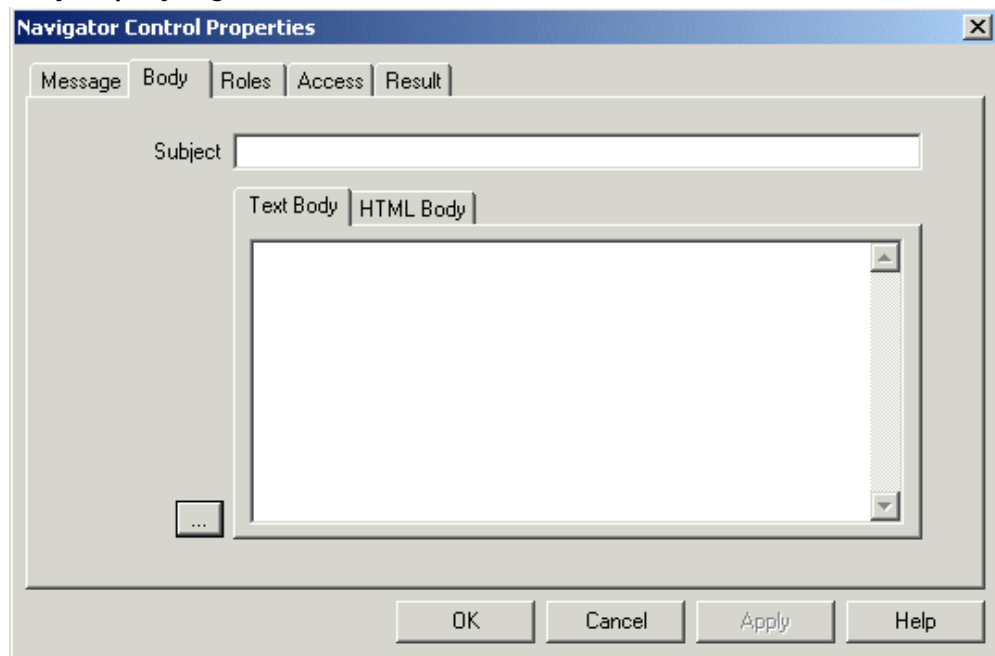 Navigator Control Properties
Message Body Roles Access Result
Subject
Text Body HTML Body
...
OK Cancel Apply Help